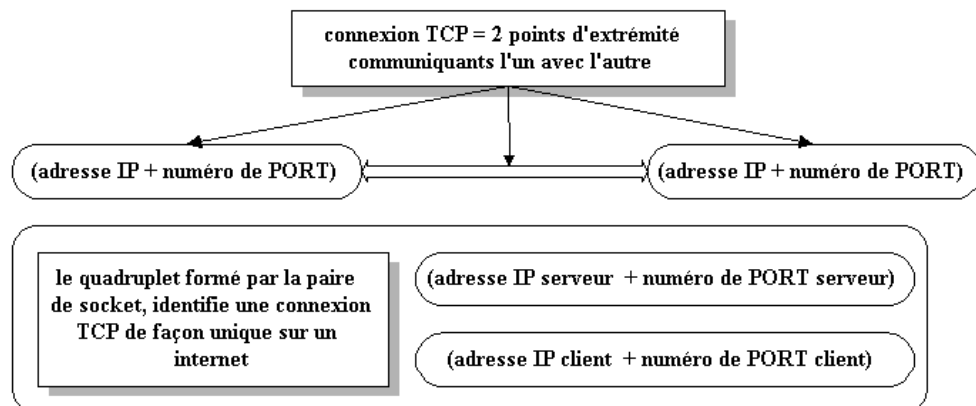 connexion TCP = 2 points d'extrémité
communiquants l'un avec l'autre
(adresse IP + numéro de PORT)
(adresse IP + numéro de PORT)
le quadruplet formé par la paire
de socket, identifie une connexion
TCP de façon unique sur un
internet
(adresse IP serveur + numéro de PORT serveur)
(adresse IP client + numéro de PORT client)